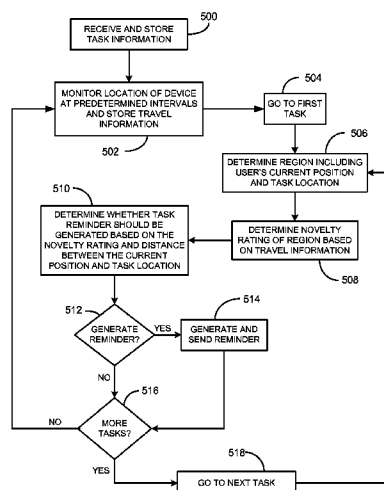 500
RECEIVE AND STORE
TASK INFORMATION
MONITOR LOCATION OF DEVICE
AT PREDETERMINED INTERVALS
AND STORE TRAVEL
INFORMATION
502
504
GO TO FIRST
TASK
506
DETERMINE REGION INCLUDING
USER'S CURRENT POSITION
AND TASK LOCATION
DETERMINE NOVELTY
RATING OF REGION BASED
ON TRAVEL INFORMATION
508
510
DETERMINE WHETHER TASK
REMINDER SHOULD BE
GENERATED BASED ON THE
NOVELTY RATING AND DISTANCE
BETWEEN THE CURRENT
POSITION AND TASK LOCATION
512
GENERATE
REMINDER?
YES
514
GENERATE AND
SEND REMINDER
NO
516
MORE
TASKS?
NO
YES
518
GO TO NEXT TASK